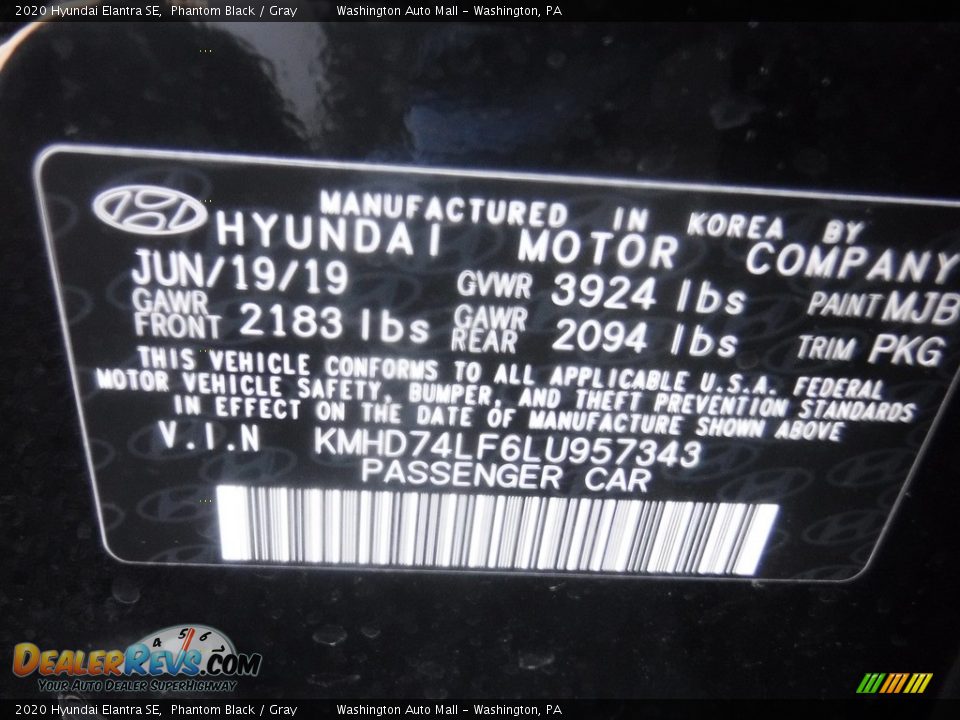 2020 Hyundai Elantra SE, Phantom Black / Gray Washington Auto Mall - Washington, PA
MANUFACTURED IN KOREA BY
HYUNDAI MOTOR COMPANY
JUN/19/19 GVWR 3924 lbs PAINT MJB
GAWR FRONT 2183 lbs GAWR REAR 2094 lbs TRIM PKG
THIS VEHICLE CONFORMS TO ALL APPLICABLE U.S.A. FEDERAL
MOTOR VEHICLE SAFETY, BUMPER, AND THEFT PREVENTION STANDARDS
IN EFFECT ON THE DATE OF MANUFACTURE SHOWN ABOVE
V.I.N KMHD74LF6LU957343
PASSENGER CAR
4 5 6 7
DEALERREVS.COM
YOUR AUTO DEALER SUPERHIGHWAY
2020 Hyundai Elantra SE, Phantom Black / Gray Washington Auto Mall - Washington, PA